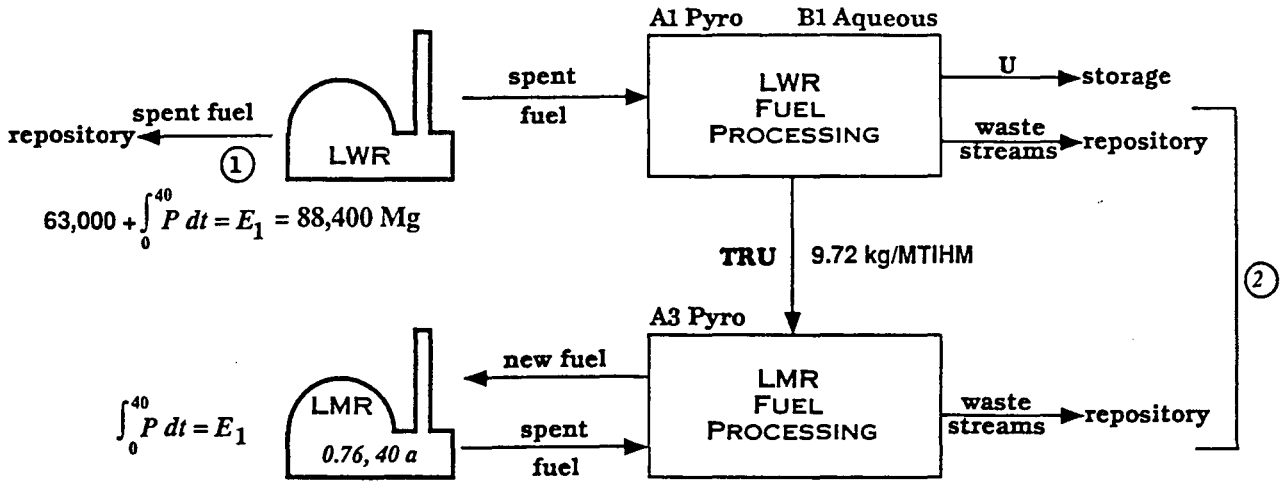 A1 Pyro B1 Aqueous
spent fuel
repository
①
LWR
63,000 + ∫₀⁴⁰ P dt = E₁ = 88,400 Mg
spent
fuel
LWR
FUEL
PROCESSING
U
storage
waste
streams
repository
TRU 9.72 kg/MTIHM
②
A3 Pyro
∫₀⁴⁰ P dt = E₁
LMR
0.76, 40 a
new fuel
spent
fuel
LMR
FUEL
PROCESSING
waste
streams
repository